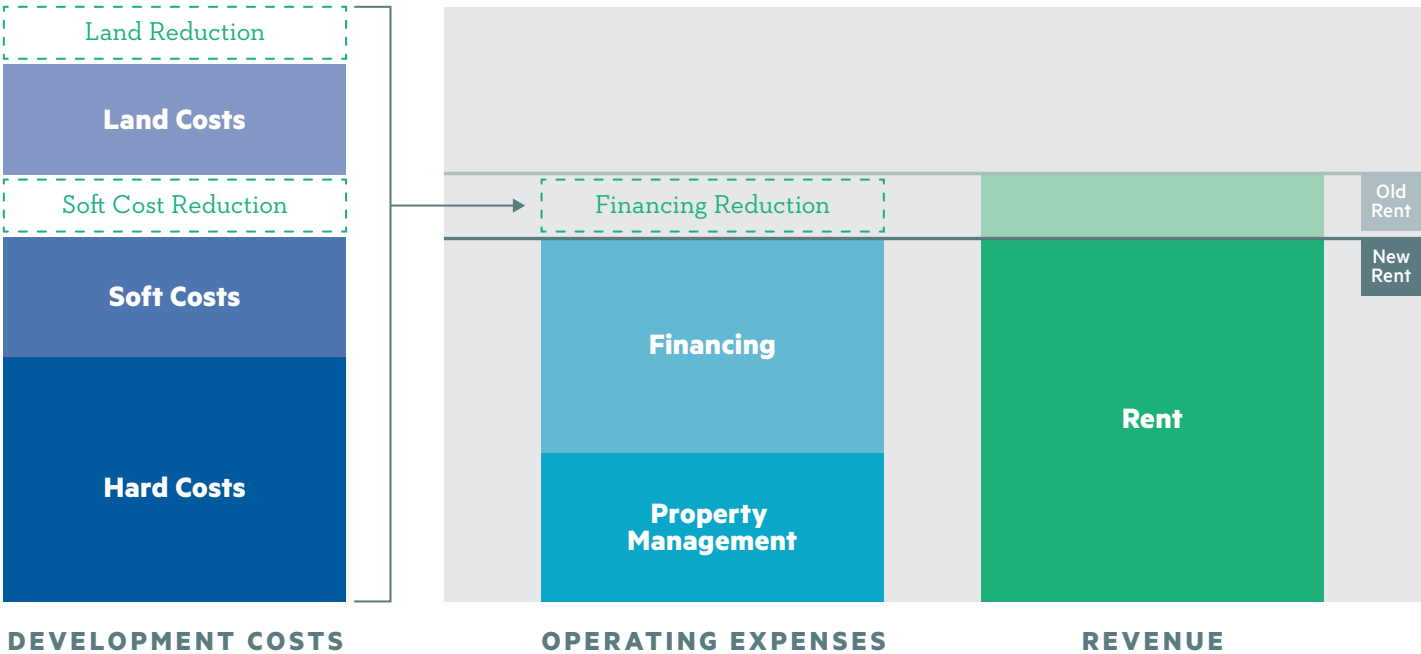 Land Reduction
Land Costs
Soft Cost Reduction
Soft Costs
Hard Costs
DEVELOPMENT COSTS
Financing Reduction
Financing
Property
Management
OPERATING EXPENSES
Rent
REVENUE
Old
Rent
New
Rent